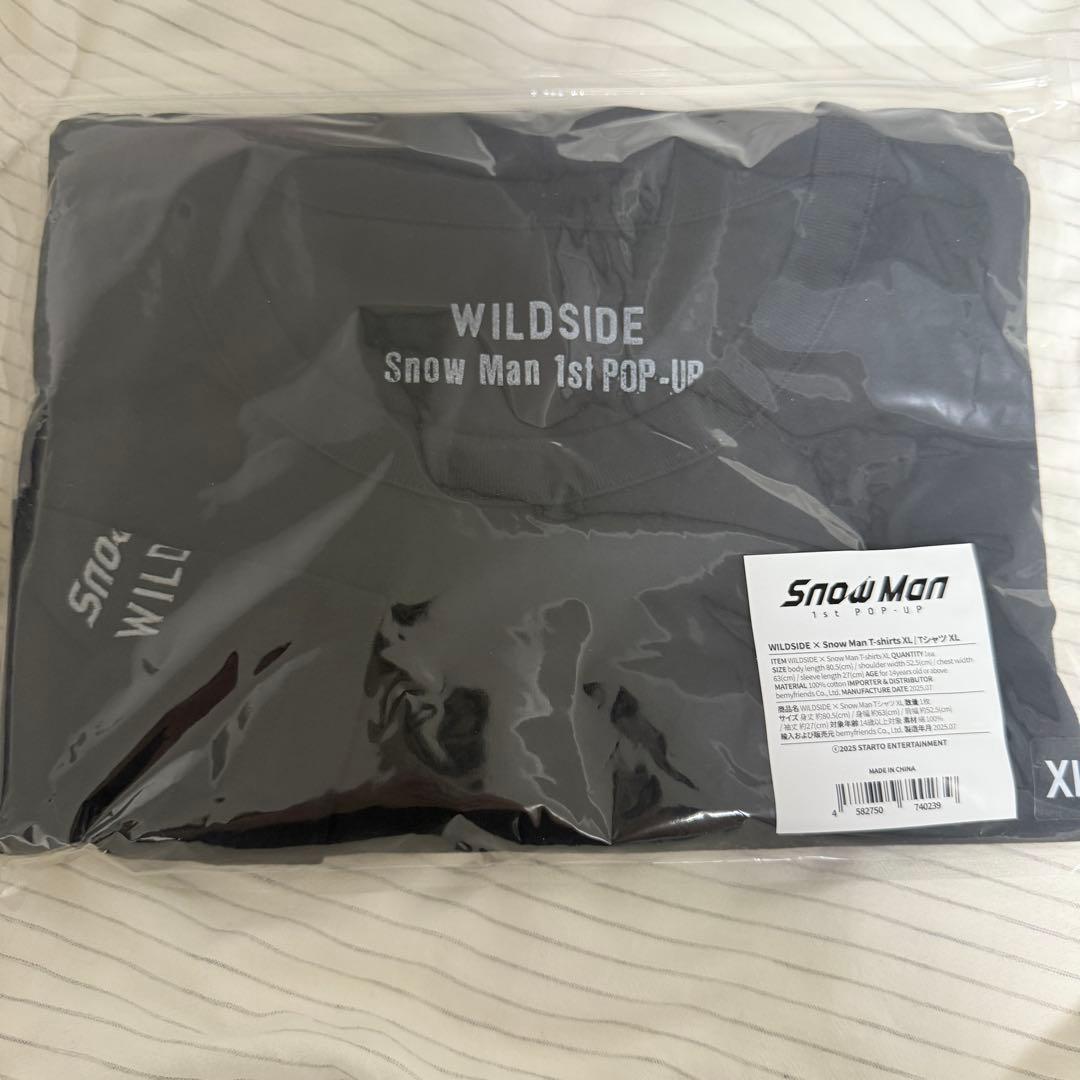 WILDSIDE
Snow Man 1st POP-UP
Snow
WILD
Snow Man
1st POP-UP
WILDSIDE × Snow Man T-shirts XL / Tシャツ XL
ITEM WILDSIDE × Snow Man T-shirts XL QUANTITY 1ea.
SIZE body length 80.5(cm) / shoulder width 52.5(cm) / chest width
63(cm) / sleeve length 27(cm) AGE for 14years old or above.
MATERIAL 100% cotton IMPORTER & DISTRIBUTOR
bemyfriends Co., Ltd. MANUFACTURE DATE 2025.07
商品名 WILDSIDE × Snow Man Tシャツ XL 数量 1枚
サイズ 身丈 約80.5(cm) / 身幅 約63(cm) / 肩幅 約52.5(cm)
/ 袖丈 約27(cm) 対象年齢 14歳以上対象 素材 綿 100%
輸入および販売元 bemyfriends Co., Ltd. 製造年月 2025.07
©2025 STARTO ENTERTAINMENT
MADE IN CHINA
4 582750 740239
XL